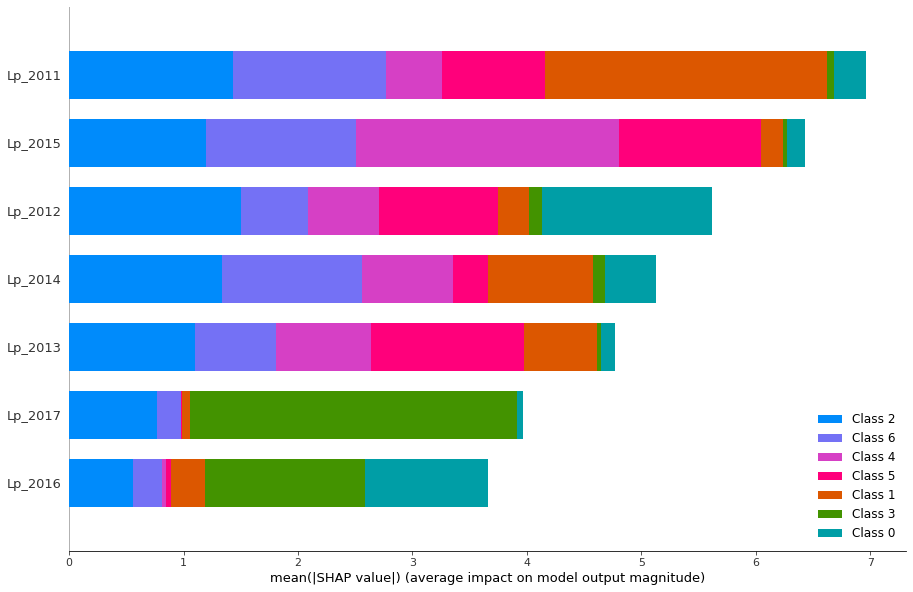 Lp_2011
Lp_2015
Lp_2012
Lp_2014
Lp_2013
Lp_2017
Lp_2016
Class 2
Class 6
Class 4
Class 5
Class 1
Class 3
Class 0
0 1 2 3 4 5 6 7
mean(|SHAP value|) (average impact on model output magnitude)